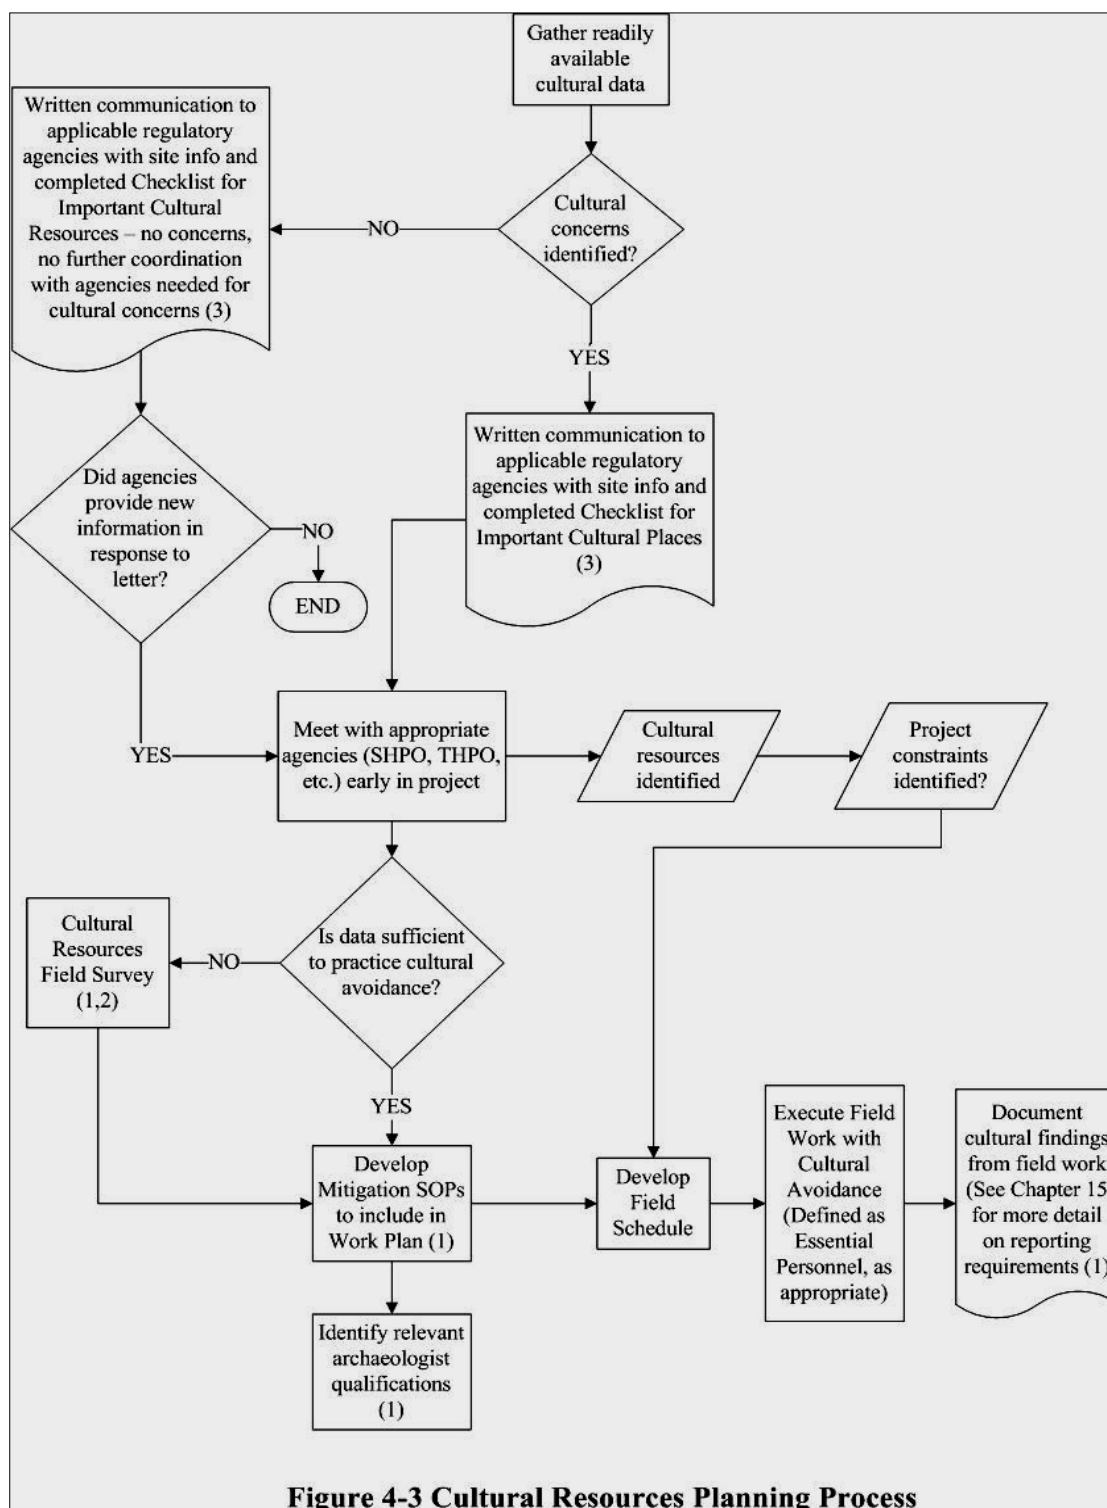 Gather readily
available
cultural data
Written communication to
applicable regulatory
agencies with site info and
completed Checklist for
Important Cultural
Resources – no concerns,
no further coordination
with agencies needed for
cultural concerns (3)
NO
Cultural
concerns
identified?
YES
Written communication to
applicable regulatory
agencies with site info and
completed Checklist for
Important Cultural Places
(3)
Did agencies
provide new
information in
response to
letter?
NO
END
YES
Meet with appropriate
agencies (SHPO, THPO,
etc.) early in project
Cultural
resources
identified
Project
constraints
identified?
Is data sufficient
to practice cultural
avoidance?
NO
Cultural
Resources
Field Survey
(1,2)
YES
Develop
Mitigation SOPs
to include in
Work Plan (1)
Develop
Field
Schedule
Execute Field
Work with
Cultural
Avoidance
(Defined as
Essential
Personnel, as
appropriate)
Document
cultural findings
from field work
(See Chapter 15
for more detail
on reporting
requirements (1)
Identify relevant
archaeologist
qualifications
(1)
Figure 4-3 Cultural Resources Planning Process